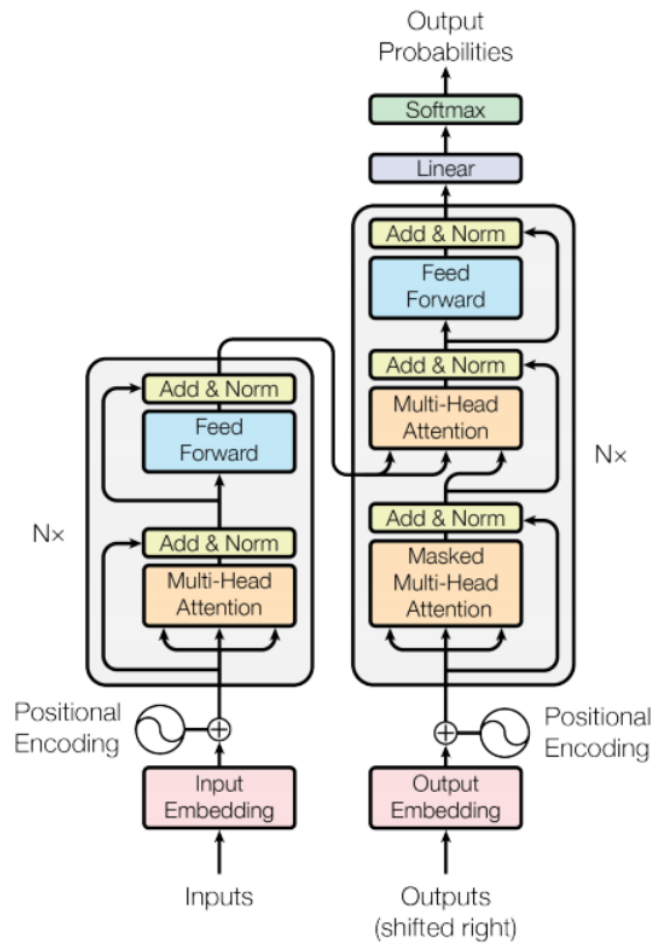 Output
Probabilities
Softmax
Linear
Add & Norm
Feed
Forward
Add & Norm
Multi-Head
Attention
Add & Norm
Masked
Multi-Head
Attention
Nx
Add & Norm
Feed
Forward
Add & Norm
Multi-Head
Attention
Nx
Positional
Encoding
Positional
Encoding
Input
Embedding
Output
Embedding
Inputs
Outputs
(shifted right)